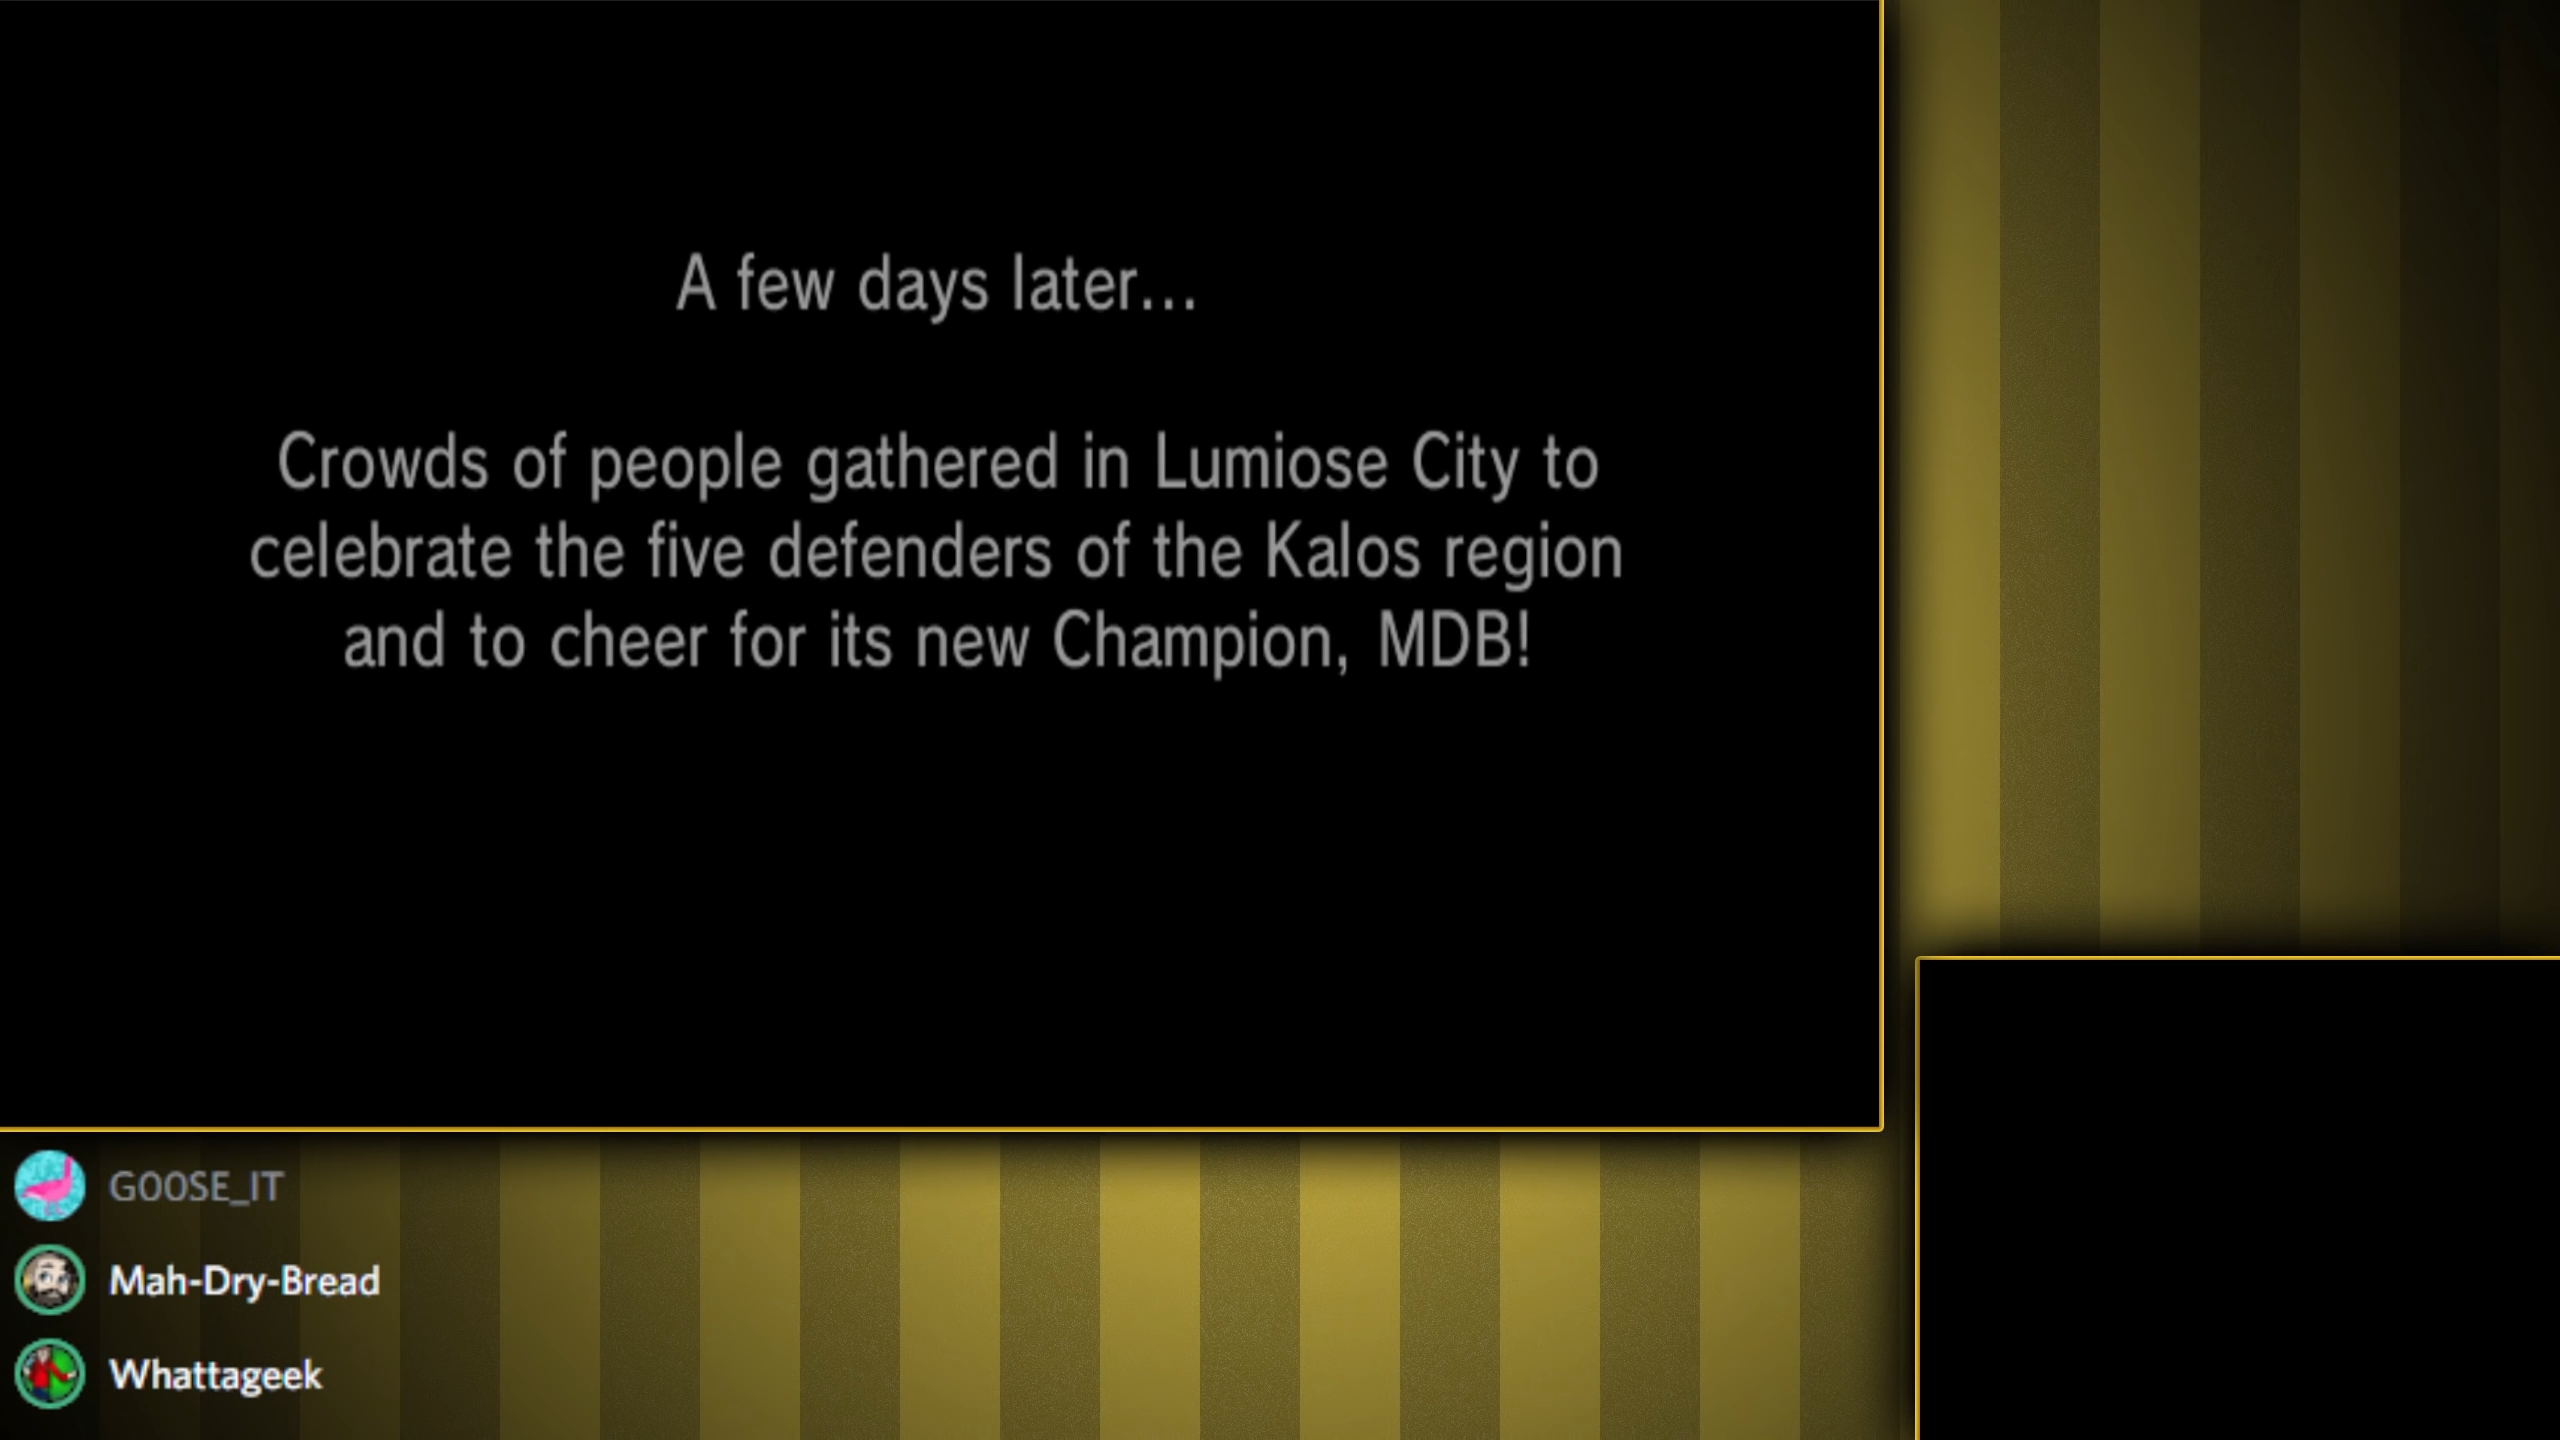 A few days later...
Crowds of people gathered in Lumiose City to
celebrate the five defenders of the Kalos region
and to cheer for its new Champion, MDB!
GOOSE_IT
Mah-Dry-Bread
Whattageek